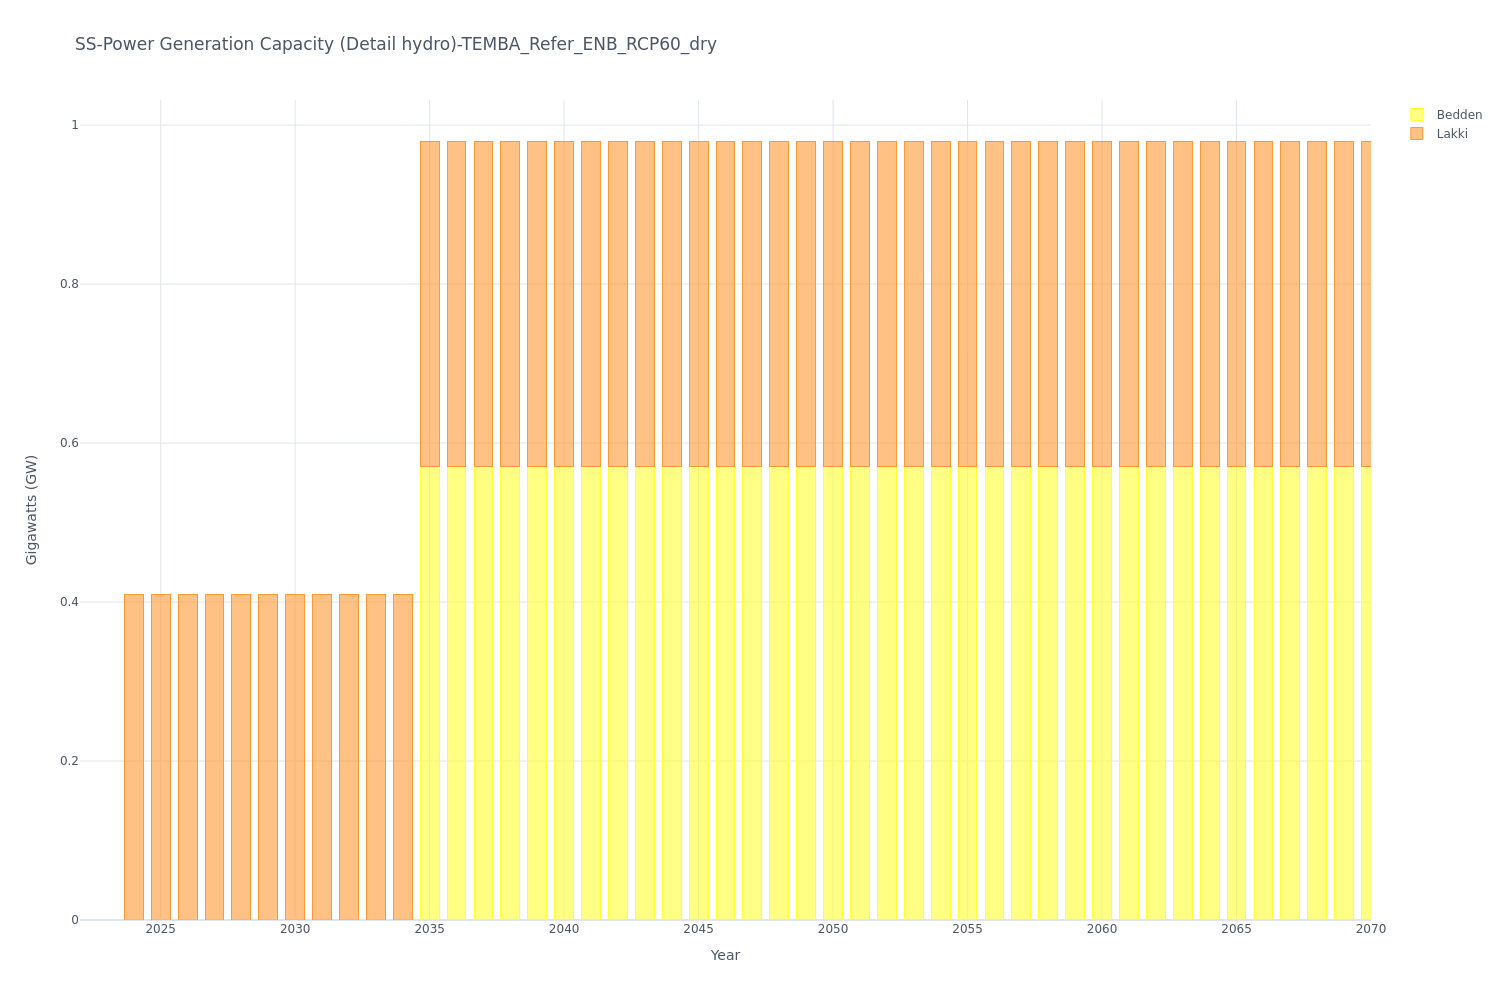 SS-Power Generation Capacity (Detail hydro)-TEMBA_Refer_ENB_RCP60_dry
Bedden
Lakki
1
0.8
0.6
0.4
0.2
0
Gigawatts (GW)
2025 2030 2035 2040 2045 2050 2055 2060 2065 2070
Year